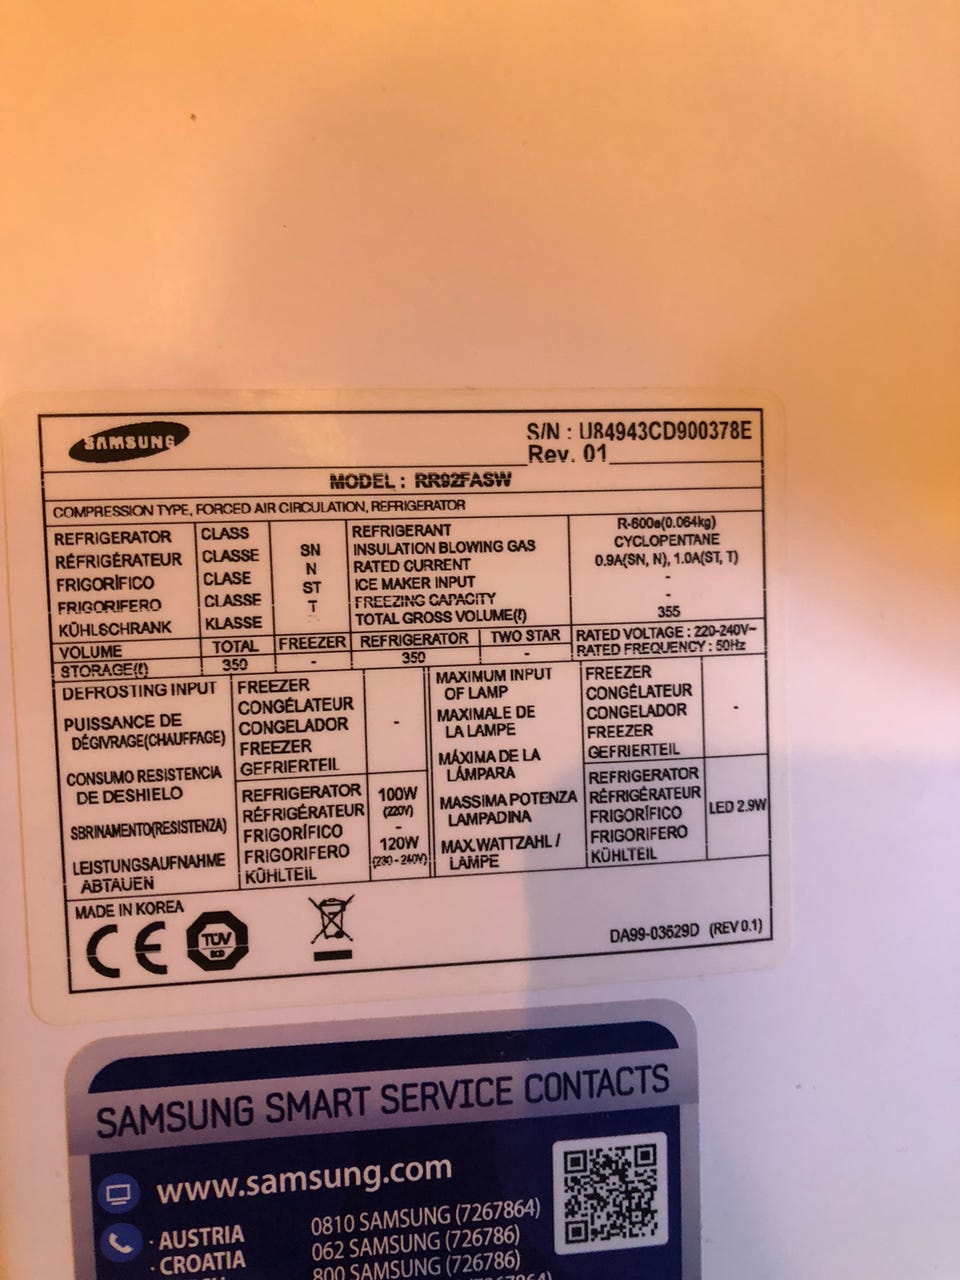 SAMSUNG
S/N : U84943CD900378E
Rev. 01
MODEL : RR92FASW
COMPRESSION TYPE, FORCED AIR CIRCULATION, REFRIGERATOR
REFRIGERATOR CLASS
RÉFRIGÉRATEUR CLASSE
FRIGORÍFICO CLASE
FRIGORIFERO CLASSE
KÜHLSCHRANK KLASSE
SN
N
ST
T
REFRIGERANT R-600a(0.064kg)
INSULATION BLOWING GAS CYCLOPENTANE
RATED CURRENT 0.9A(SN, N), 1.0A(ST, T)
ICE MAKER INPUT -
FREEZING CAPACITY -
TOTAL GROSS VOLUME(ℓ) 355
VOLUME TOTAL FREEZER REFRIGERATOR TWO STAR
STORAGE(ℓ) 350 - 350 -
RATED VOLTAGE : 220-240V~
RATED FREQUENCY : 50Hz
DEFROSTING INPUT
PUISSANCE DE
DÉGIVRAGE(CHAUFFAGE)
CONSUMO RESISTENCIA
DE DESHIELO
SBRINAMENTO(RESISTENZA)
LEISTUNGSAUFNAHME
ABTAUEN
FREEZER
CONGÉLATEUR
CONGELADOR
FREEZER
GEFRIERTEIL
-
REFRIGERATOR
RÉFRIGÉRATEUR
FRIGORÍFICO
FRIGORIFERO
KÜHLTEIL
100W
(220V)
-
120W
(230-240V)
MAXIMUM INPUT
OF LAMP
MAXIMALE DE
LA LAMPE
MÁXIMA DE LA
LÁMPARA
MASSIMA POTENZA
LAMPADINA
MAX.WATTZAHL /
LAMPE
FREEZER
CONGÉLATEUR
CONGELADOR
FREEZER
GEFRIERTEIL
-
REFRIGERATOR
RÉFRIGÉRATEUR
FRIGORÍFICO
FRIGORIFERO
KÜHLTEIL
LED 2.9W
MADE IN KOREA
CE TÜV
DA99-03629D (REV 0.1)
SAMSUNG SMART SERVICE CONTACTS
www.samsung.com
· AUSTRIA 0810 SAMSUNG (7267864)
· CROATIA 062 SAMSUNG (726786)
800 SAMSUNG (726786)